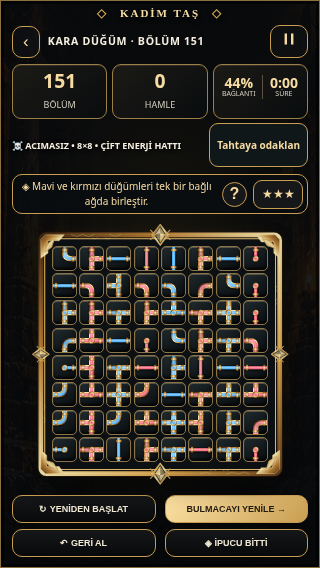 KADİM TAŞ
KARA DÜĞÜM · BÖLÜM 151
151
BÖLÜM
0
HAMLE
44%
BAĞLANTI
0:00
SÜRE
☠️ ACIMASIZ • 8×8 • ÇİFT ENERJİ HATTI
Tahtaya odaklan
◈ Mavi ve kırmızı düğümleri tek bir bağlı
ağda birleştir.
?
★★★
↻ YENİDEN BAŞLAT
BULMACAYI YENİLE →
↶ GERİ AL
◈ İPUCU BİTTİ